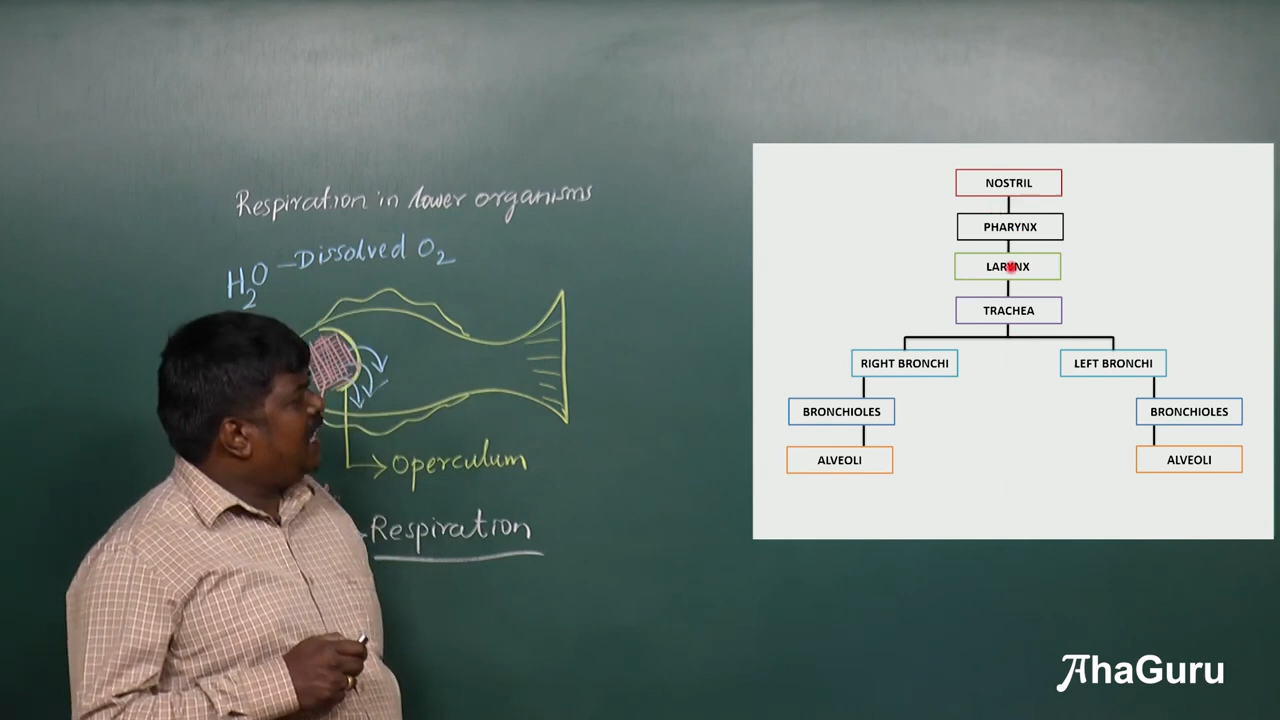 Respiration in lower organisms
H2O - Dissolved O2
Operculum
Respiration
NOSTRIL
PHARYNX
LARYNX
TRACHEA
RIGHT BRONCHI LEFT BRONCHI
BRONCHIOLES BRONCHIOLES
ALVEOLI ALVEOLI
AhaGuru